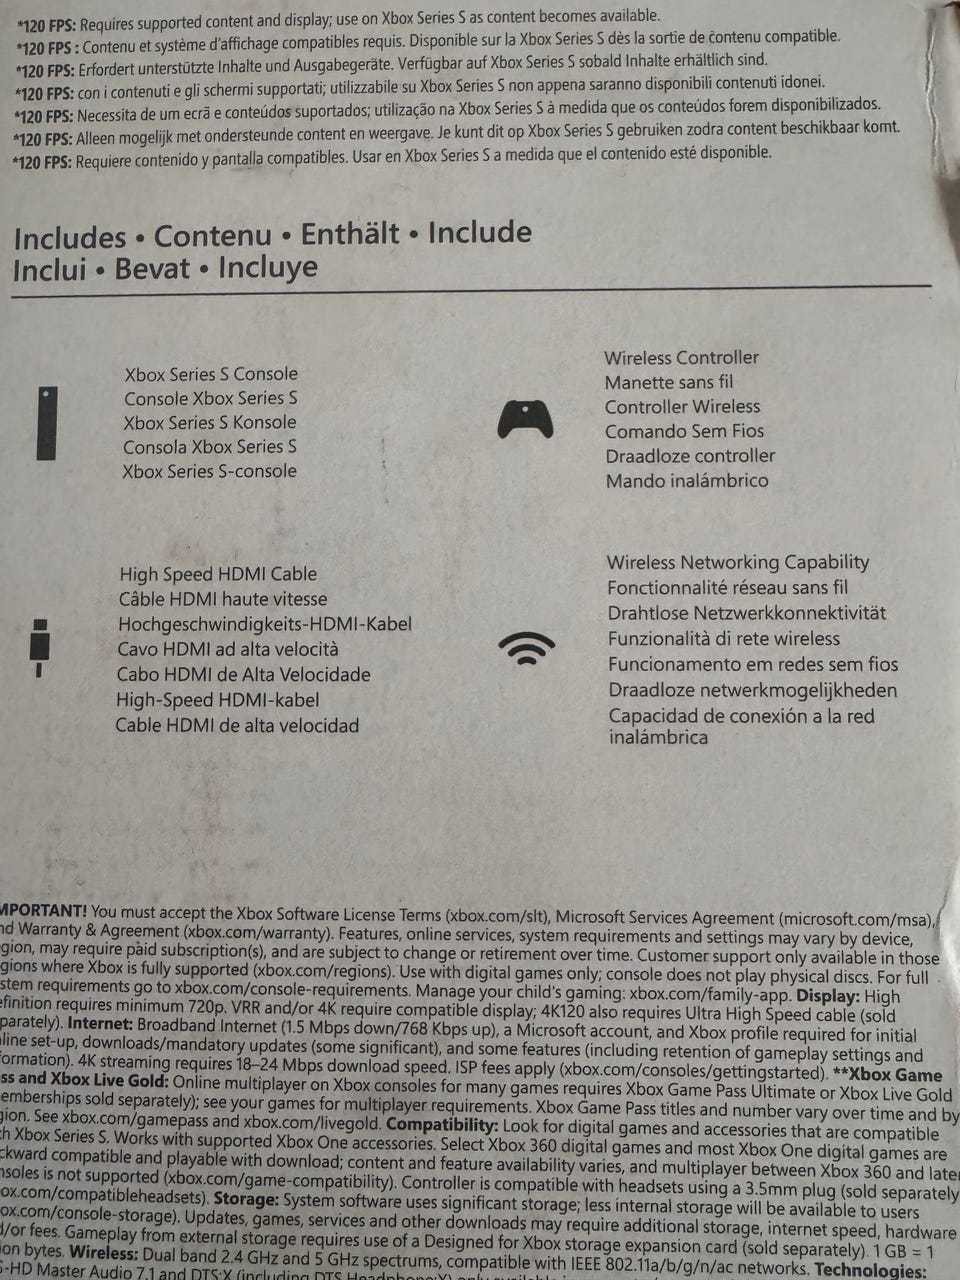 *120 FPS: Requires supported content and display; use on Xbox Series S as content becomes available.
*120 FPS : Contenu et système d'affichage compatibles requis. Disponible sur la Xbox Series S dès la sortie de contenu compatible.
*120 FPS: Erfordert unterstützte Inhalte und Ausgabegeräte. Verfügbar auf Xbox Series S sobald Inhalte erhältlich sind.
*120 FPS: con i contenuti e gli schermi supportati; utilizzabile su Xbox Series S non appena saranno disponibili contenuti idonei.
*120 FPS: Necessita de um ecrã e conteúdos suportados; utilização na Xbox Series S à medida que os conteúdos forem disponibilizados.
*120 FPS: Alleen mogelijk met ondersteunde content en weergave. Je kunt dit op Xbox Series S gebruiken zodra content beschikbaar komt.
*120 FPS: Requiere contenido y pantalla compatibles. Usar en Xbox Series S a medida que el contenido esté disponible.
Includes • Contenu • Enthält • Include
Inclui • Bevat • Incluye
Xbox Series S Console
Console Xbox Series S
Xbox Series S Konsole
Consola Xbox Series S
Xbox Series S-console
Wireless Controller
Manette sans fil
Controller Wireless
Comando Sem Fios
Draadloze controller
Mando inalámbrico
High Speed HDMI Cable
Câble HDMI haute vitesse
Hochgeschwindigkeits-HDMI-Kabel
Cavo HDMI ad alta velocità
Cabo HDMI de Alta Velocidade
High-Speed HDMI-kabel
Cable HDMI de alta velocidad
Wireless Networking Capability
Fonctionnalité réseau sans fil
Drahtlose Netzwerkkonnektivität
Funzionalità di rete wireless
Funcionamento em redes sem fios
Draadloze netwerkmogelijkheden
Capacidad de conexión a la red
inalámbrica
MPORTANT! You must accept the Xbox Software License Terms (xbox.com/slt), Microsoft Services Agreement (microsoft.com/msa),
nd Warranty & Agreement (xbox.com/warranty). Features, online services, system requirements and settings may vary by device,
gion, may require paid subscription(s), and are subject to change or retirement over time. Customer support only available in those
gions where Xbox is fully supported (xbox.com/regions). Use with digital games only; console does not play physical discs. For full
stem requirements go to xbox.com/console-requirements. Manage your child's gaming: xbox.com/family-app. Display: High
efinition requires minimum 720p. VRR and/or 4K require compatible display; 4K120 also requires Ultra High Speed cable (sold
parately). Internet: Broadband Internet (1.5 Mbps down/768 Kbps up), a Microsoft account, and Xbox profile required for initial
line set-up, downloads/mandatory updates (some significant), and some features (including retention of gameplay settings and
ormation). 4K streaming requires 18–24 Mbps download speed. ISP fees apply (xbox.com/consoles/gettingstarted). **Xbox Game
ss and Xbox Live Gold: Online multiplayer on Xbox consoles for many games requires Xbox Game Pass Ultimate or Xbox Live Gold
emberships sold separately); see your games for multiplayer requirements. Xbox Game Pass titles and number vary over time and by
gion. See xbox.com/gamepass and xbox.com/livegold. Compatibility: Look for digital games and accessories that are compatible
th Xbox Series S. Works with supported Xbox One accessories. Select Xbox 360 digital games and most Xbox One digital games are
ckward compatible and playable with download; content and feature availability varies, and multiplayer between Xbox 360 and later
nsoles is not supported (xbox.com/game-compatibility). Controller is compatible with headsets using a 3.5mm plug (sold separately
ox.com/compatibleheadsets). Storage: System software uses significant storage; less internal storage will be available to users
ox.com/console-storage). Updates, games, services and other downloads may require additional storage, internet speed, hardware
d/or fees. Gameplay from external storage requires use of a Designed for Xbox storage expansion card (sold separately). 1 GB = 1
ion bytes. Wireless: Dual band 2.4 GHz and 5 GHz spectrums, compatible with IEEE 802.11a/b/g/n/ac networks. Technologies:
-HD Master Audio 7.1 and DTS:X (including DTS Headphone:X)